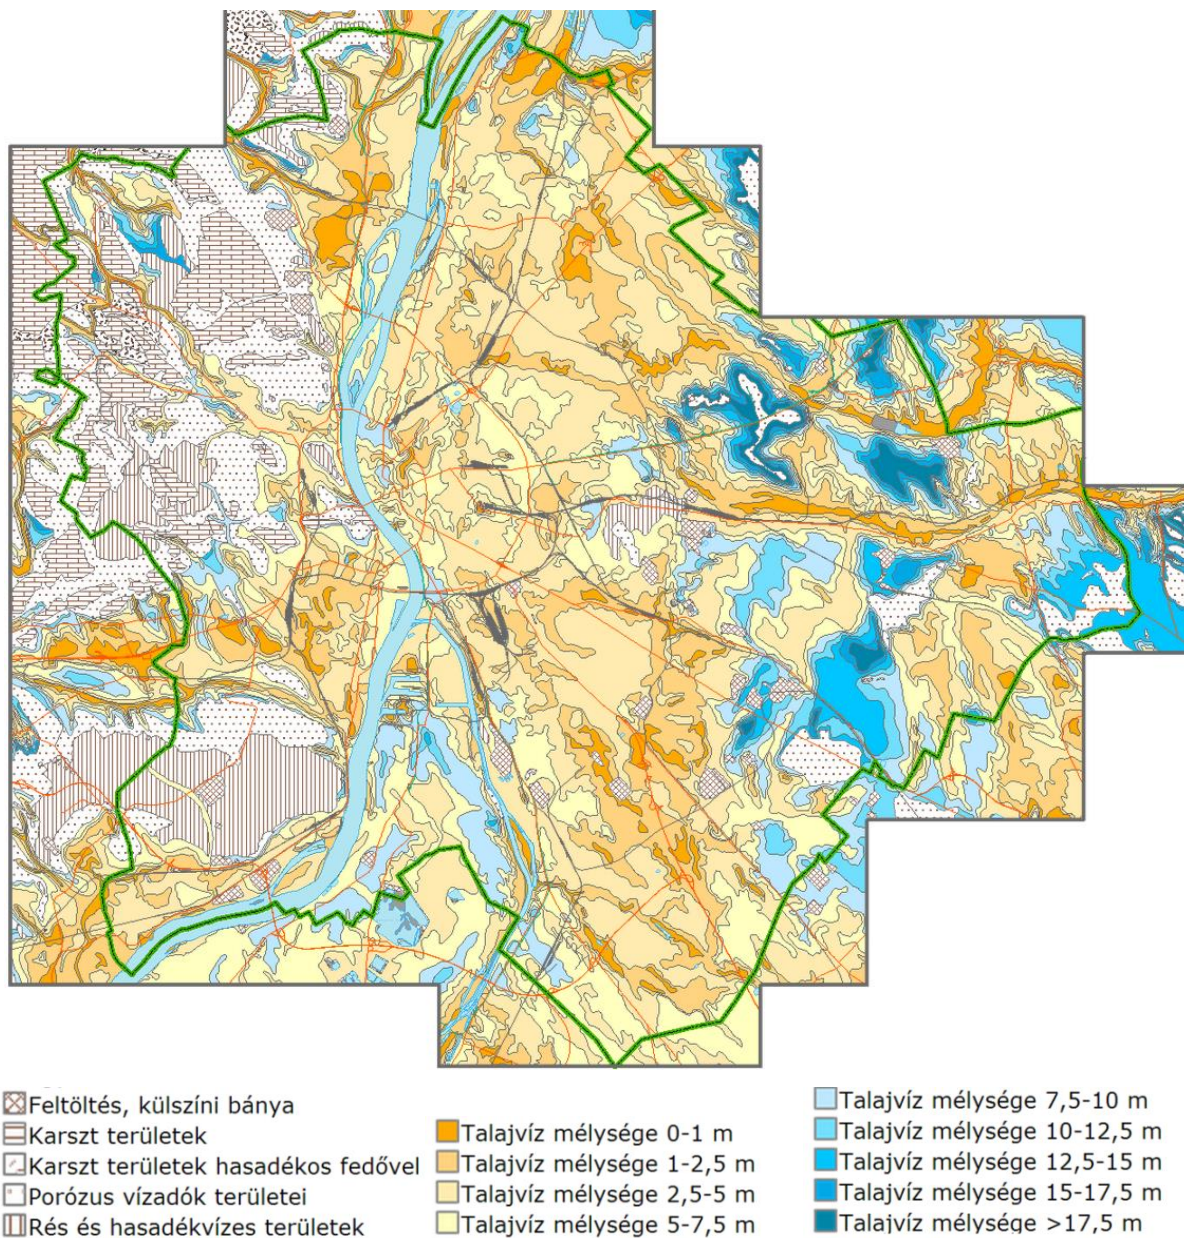 Feltöltés, külszíni bánya
Karszt területek
Karszt területek hasadékos fedővel
Porózus vízadók területei
Rés és hasadékvízes területek
Talajvíz mélysége 0-1 m
Talajvíz mélysége 1-2,5 m
Talajvíz mélysége 2,5-5 m
Talajvíz mélysége 5-7,5 m
Talajvíz mélysége 7,5-10 m
Talajvíz mélysége 10-12,5 m
Talajvíz mélysége 12,5-15 m
Talajvíz mélysége 15-17,5 m
Talajvíz mélysége >17,5 m